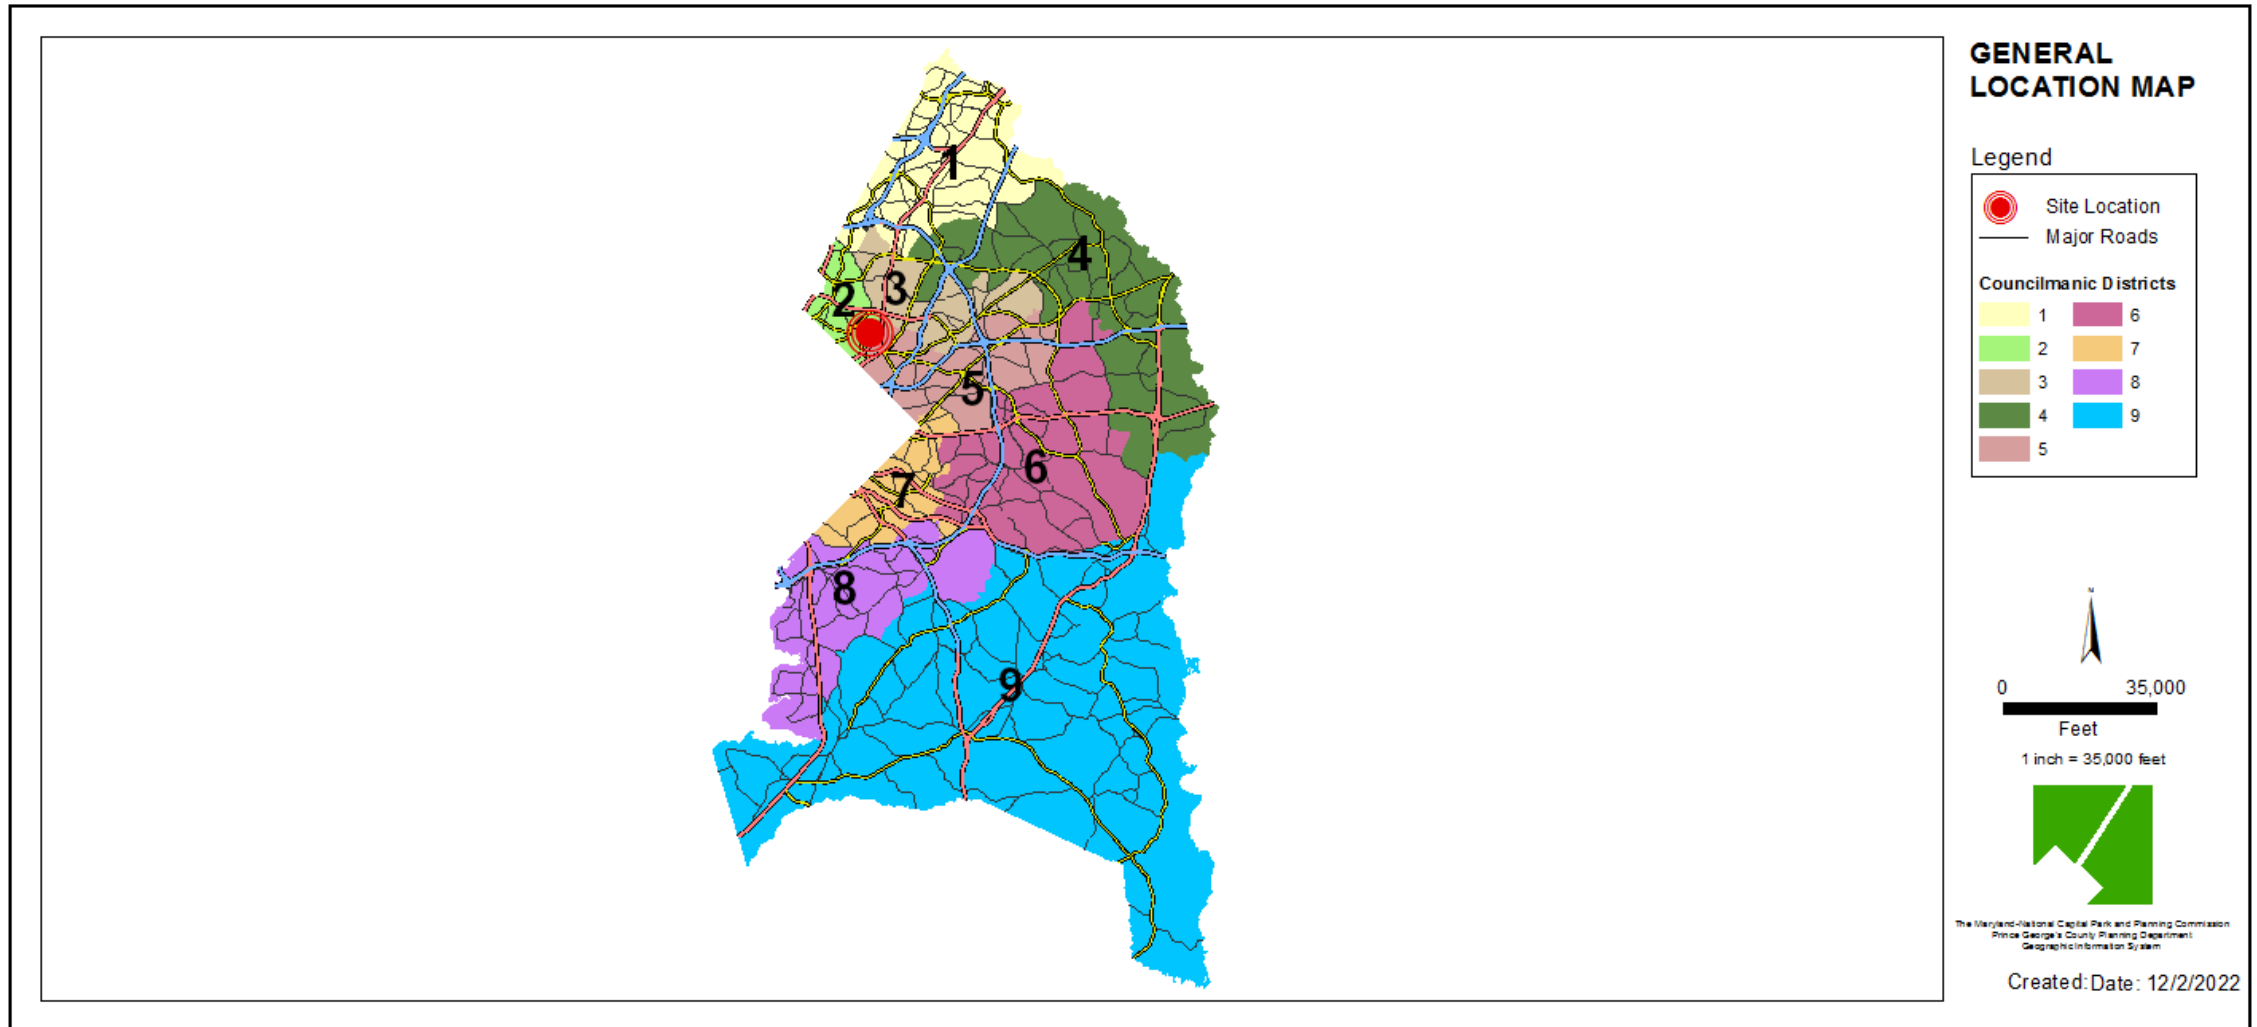 GENERAL
LOCATION MAP
Legend
Site Location
Major Roads
Councilmanic Districts
1 6
2 7
3 8
4 9
5
1
4
3
2
5
6
7
8
9
N
0 35,000
Feet
1 inch = 35,000 feet
The Maryland-National Capital Park and Planning Commission
Prince George's County Planning Department
Geographic Information System
Created: Date: 12/2/2022